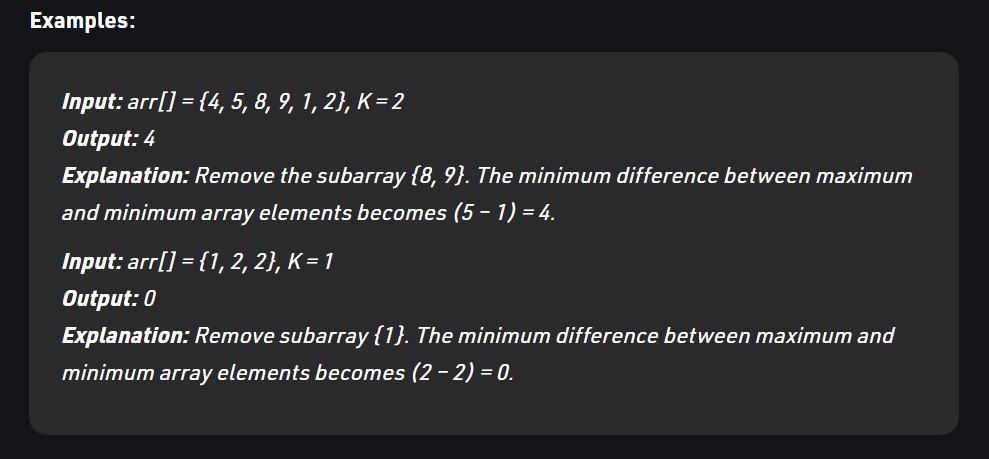 Examples:
Input: arr[] = {4, 5, 8, 9, 1, 2}, K = 2
Output: 4
Explanation: Remove the subarray {8, 9}. The minimum difference between maximum
and minimum array elements becomes (5 – 1) = 4.
Input: arr[] = {1, 2, 2}, K = 1
Output: 0
Explanation: Remove subarray {1}. The minimum difference between maximum and
minimum array elements becomes (2 – 2) = 0.